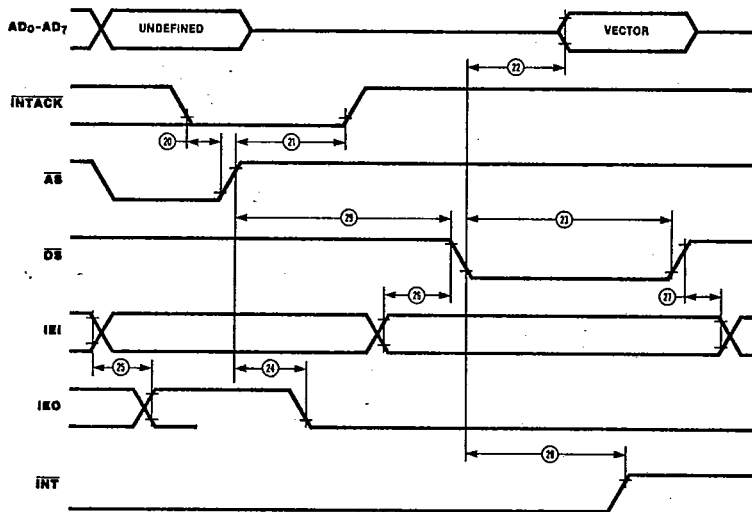 AD0-AD7
UNDEFINED
VECTOR
22
INTACK
20
21
AS
29
23
DS
26
27
IEI
25
24
IEO
28
INT